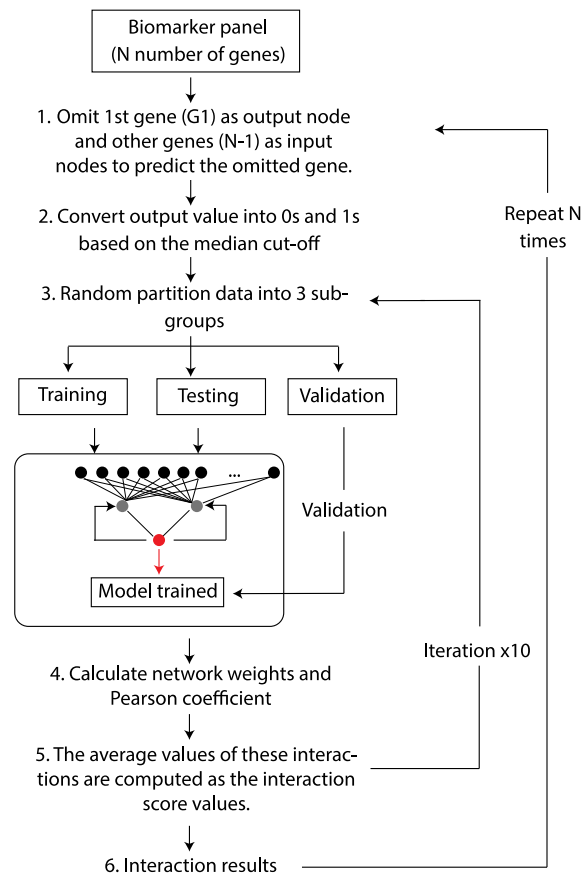 Biomarker panel
(N number of genes)
1. Omit 1st gene (G1) as output node
and other genes (N-1) as input
nodes to predict the omitted gene.
Repeat N
times
2. Convert output value into 0s and 1s
based on the median cut-off
3. Random partition data into 3 sub-
groups
Training
Testing
Validation
...
Validation
Model trained
Iteration x10
4. Calculate network weights and
Pearson coefficient
5. The average values of these interac-
tions are computed as the interaction
score values.
6. Interaction results